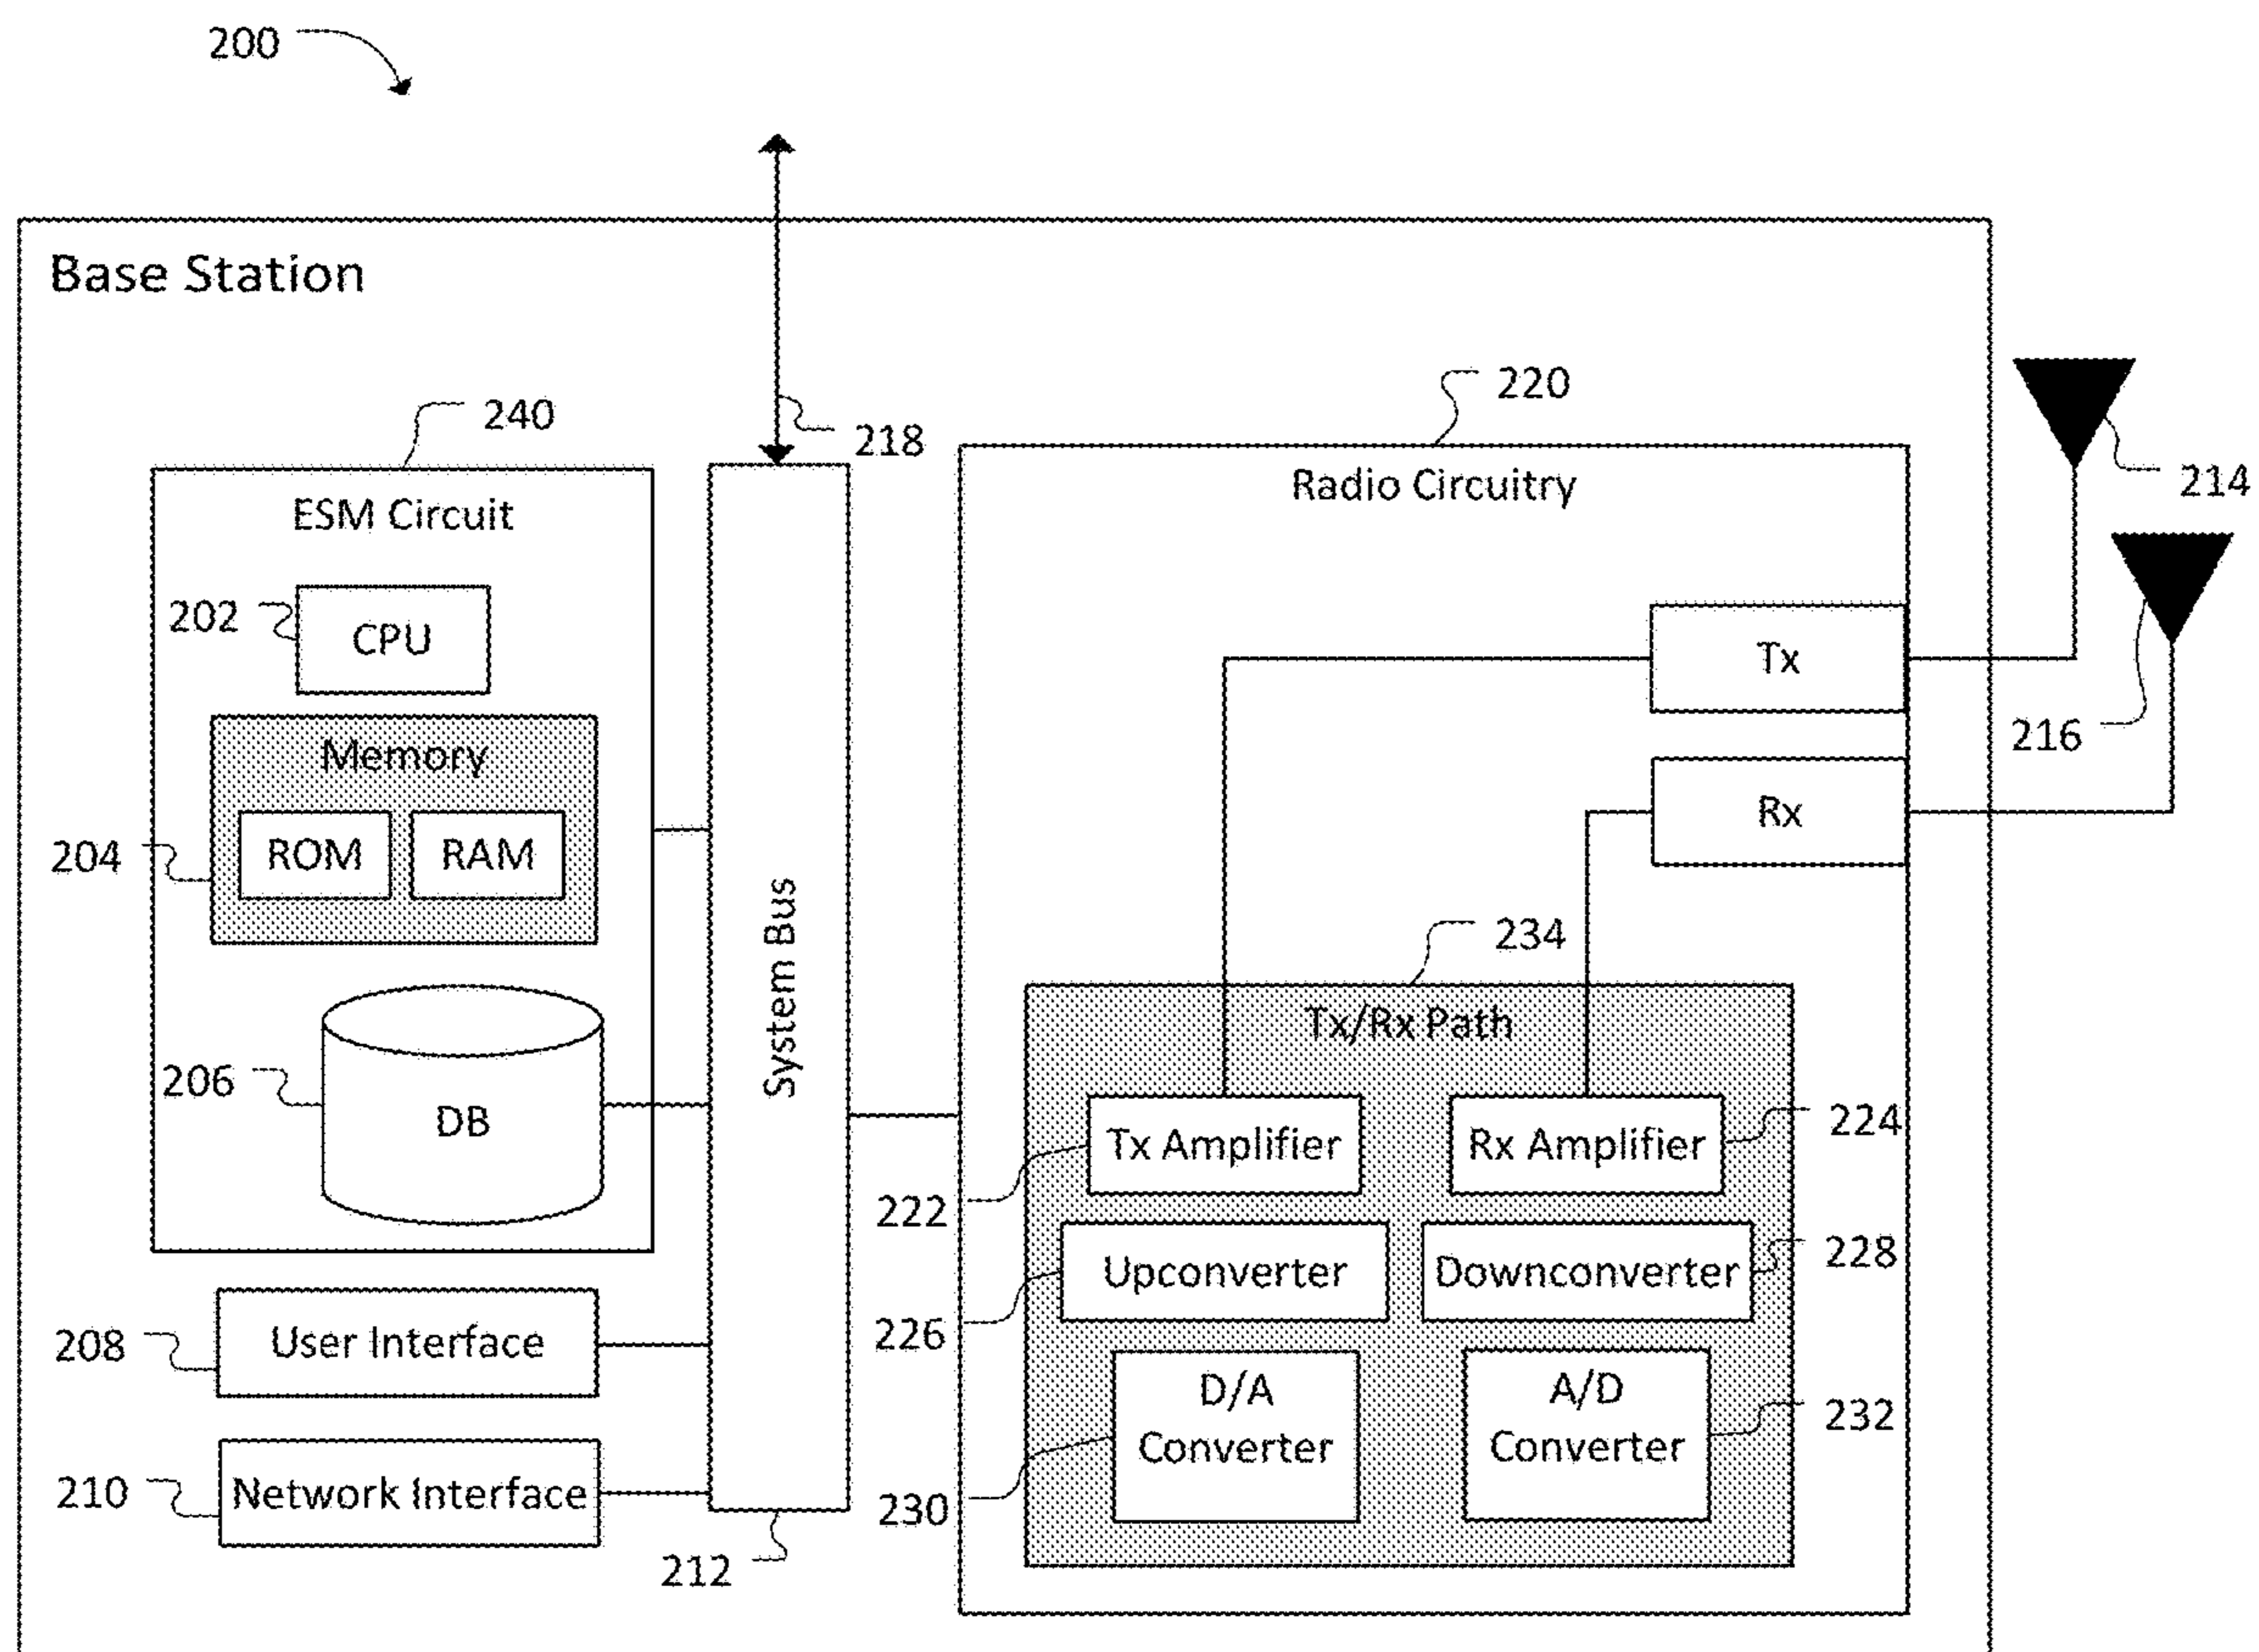 200
Base Station
220
240
218
214
Radio Circuitry
ESM Circuit
202
CPU
Tx
216
Memory
Rx
204
ROM
RAM
234
System Bus
Tx/Rx Path
206
DB
Tx Amplifier
Rx Amplifier
224
222
Upconverter
Downconverter
228
226
208
User Interface
D/A
Converter
A/D
Converter
232
210
Network Interface
230
212